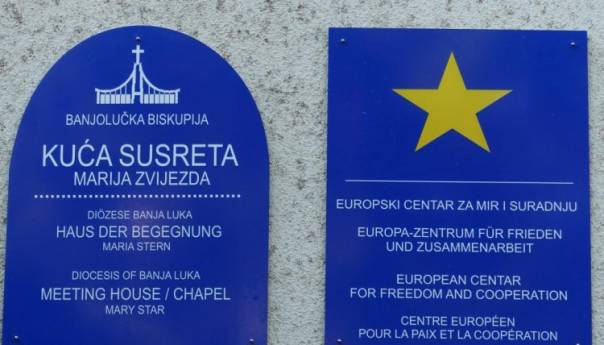 BANJOLUČKA BISKUPIJA
KUĆA SUSRETA
MARIJA ZVIJEZDA
DIÖZESE BANJA LUKA
HAUS DER BEGEGNUNG
MARIA STERN
DIOCESIS OF BANJA LUKA
MEETING HOUSE / CHAPEL
MARY STAR
EUROPSKI CENTAR ZA MIR I SURADNJU
EUROPA-ZENTRUM FÜR FRIEDEN
UND ZUSAMMENARBEIT
EUROPEAN CENTAR
FOR FREEDOM AND COOPERATION
CENTRE EUROPÉEN
POUR LA PAIX ET LA COOPÉRATION